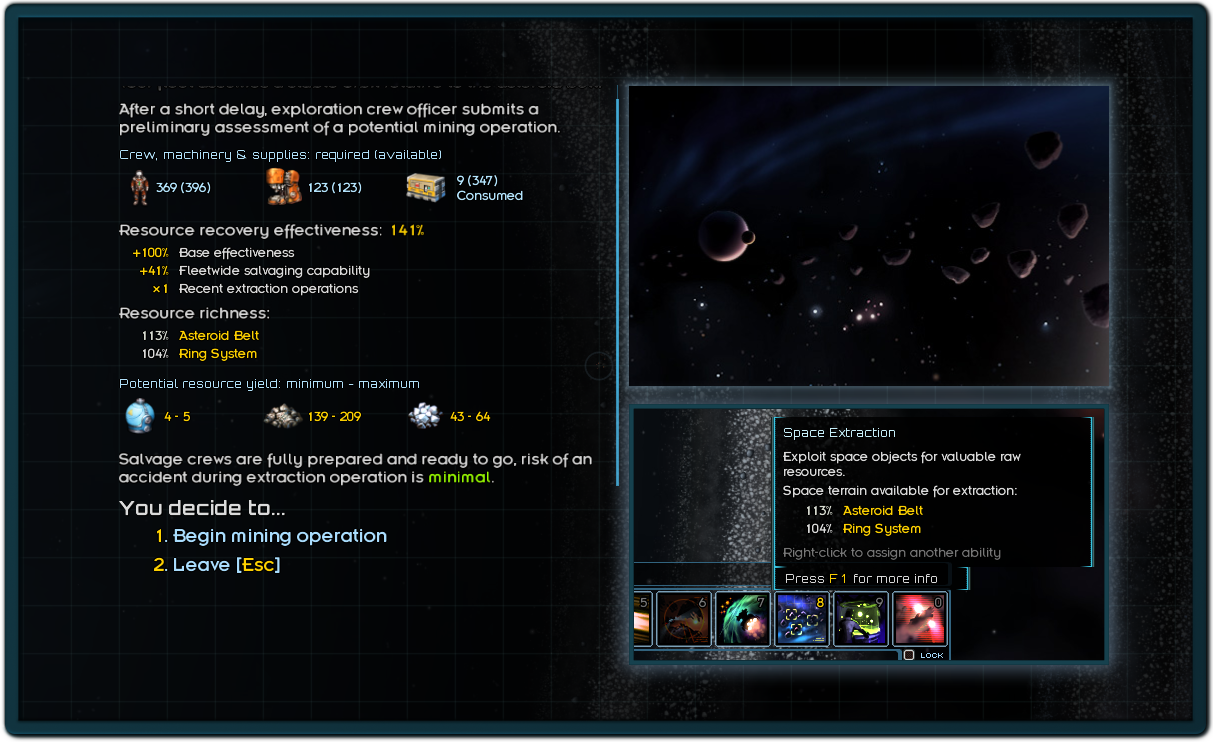 After a short delay, exploration crew officer submits a
preliminary assessment of a potential mining operation.
Crew, machinery & supplies: required (available)
369 (396)
123 (123)
9 (347)
Consumed
Resource recovery effectiveness: 141%
+100% Base effectiveness
+41% Fleetwide salvaging capability
×1 Recent extraction operations
Resource richness:
113% Asteroid Belt
104% Ring System
Potential resource yield: minimum - maximum
4 - 5
139 - 209
43 - 64
Salvage crews are fully prepared and ready to go, risk of an
accident during extraction operation is minimal.
You decide to...
1. Begin mining operation
2. Leave [Esc]
Space Extraction
Exploit space objects for valuable raw
resources.
Space terrain available for extraction:
113% Asteroid Belt
104% Ring System
Right-click to assign another ability
Press F1 for more info
5
6
7
8
9
0
LOCK